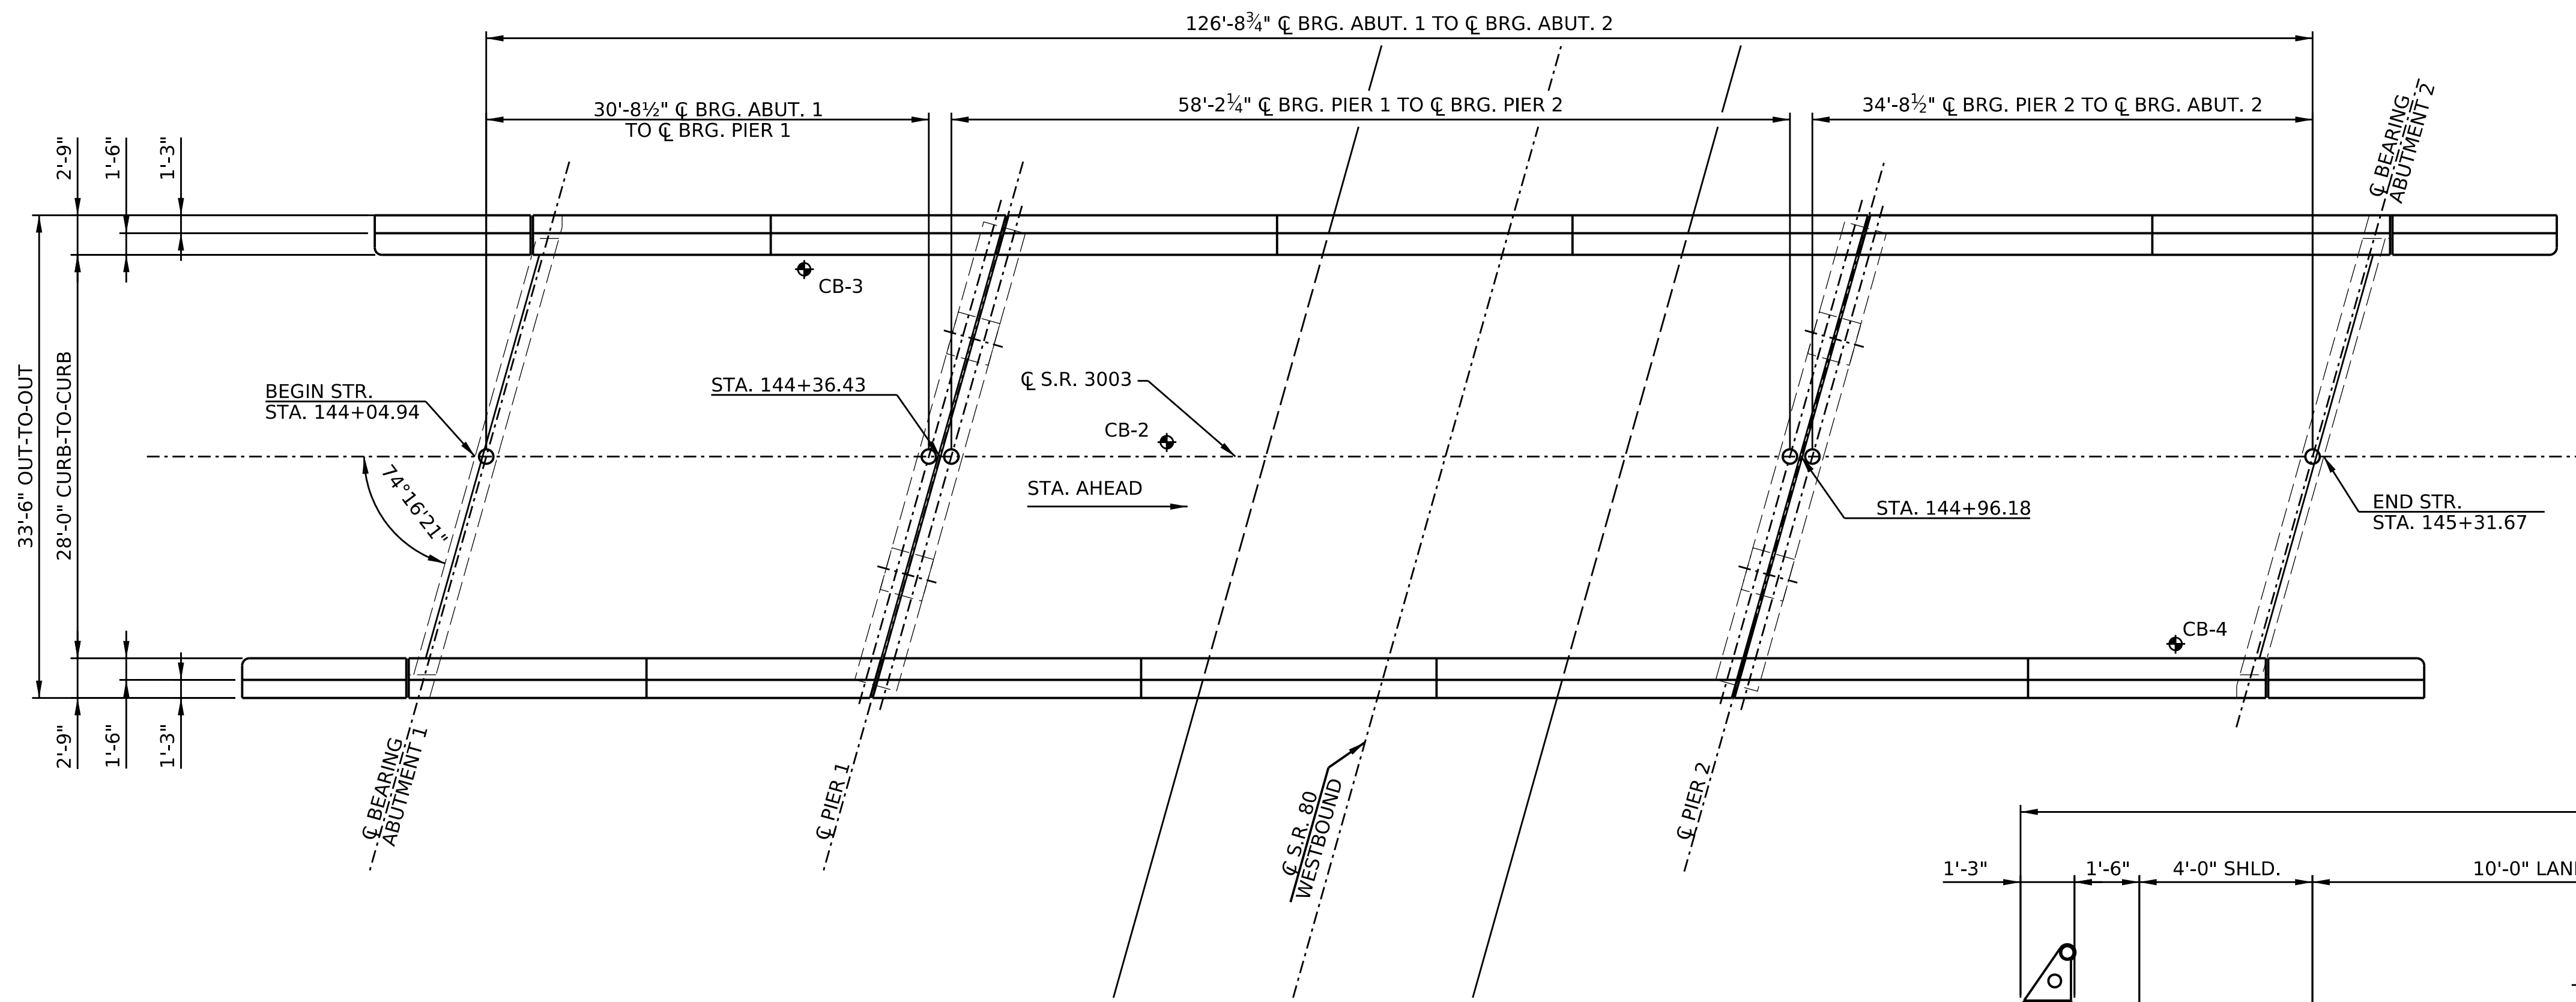 126'-8¾" ℄ BRG. ABUT. 1 TO ℄ BRG. ABUT. 2
30'-8½" ℄ BRG. ABUT. 1
TO ℄ BRG. PIER 1
58'-2¼" ℄ BRG. PIER 1 TO ℄ BRG. PIER 2
34'-8½" ℄ BRG. PIER 2 TO ℄ BRG. ABUT. 2
℄ BEARING
ABUTMENT 2
2'-9"
1'-6"
1'-3"
CB-3
33'-6" OUT-TO-OUT
28'-0" CURB-TO-CURB
BEGIN STR.
STA. 144+04.94
STA. 144+36.43
℄ S.R. 3003
CB-2
74°16'21"
STA. AHEAD
STA. 144+96.18
END STR.
STA. 145+31.67
CB-4
2'-9"
1'-6"
1'-3"
℄ BEARING
ABUTMENT 1
℄ PIER 1
℄ S.R. 80
WESTBOUND
℄ PIER 2
1'-3"
1'-6"
4'-0" SHLD.
10'-0" LAN